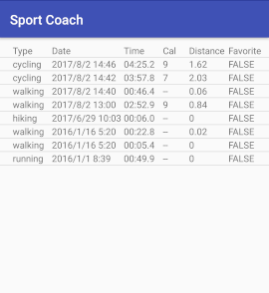 Sport Coach
Type Date Time Cal Distance Favorite
cycling 2017/8/2 14:46 04:25.2 9 1.62 FALSE
cycling 2017/8/2 14:42 03:57.8 7 2.03 FALSE
walking 2017/8/2 14:40 00:46.4 -- 0.06 FALSE
walking 2017/8/2 13:00 02:52.9 9 0.84 FALSE
hiking 2017/6/29 10:03 00:06.0 -- 0 FALSE
walking 2016/1/16 5:20 00:22.8 -- 0.02 FALSE
walking 2016/1/16 5:20 00:05.4 -- 0 FALSE
running 2016/1/1 8:39 00:49.9 -- 0 FALSE